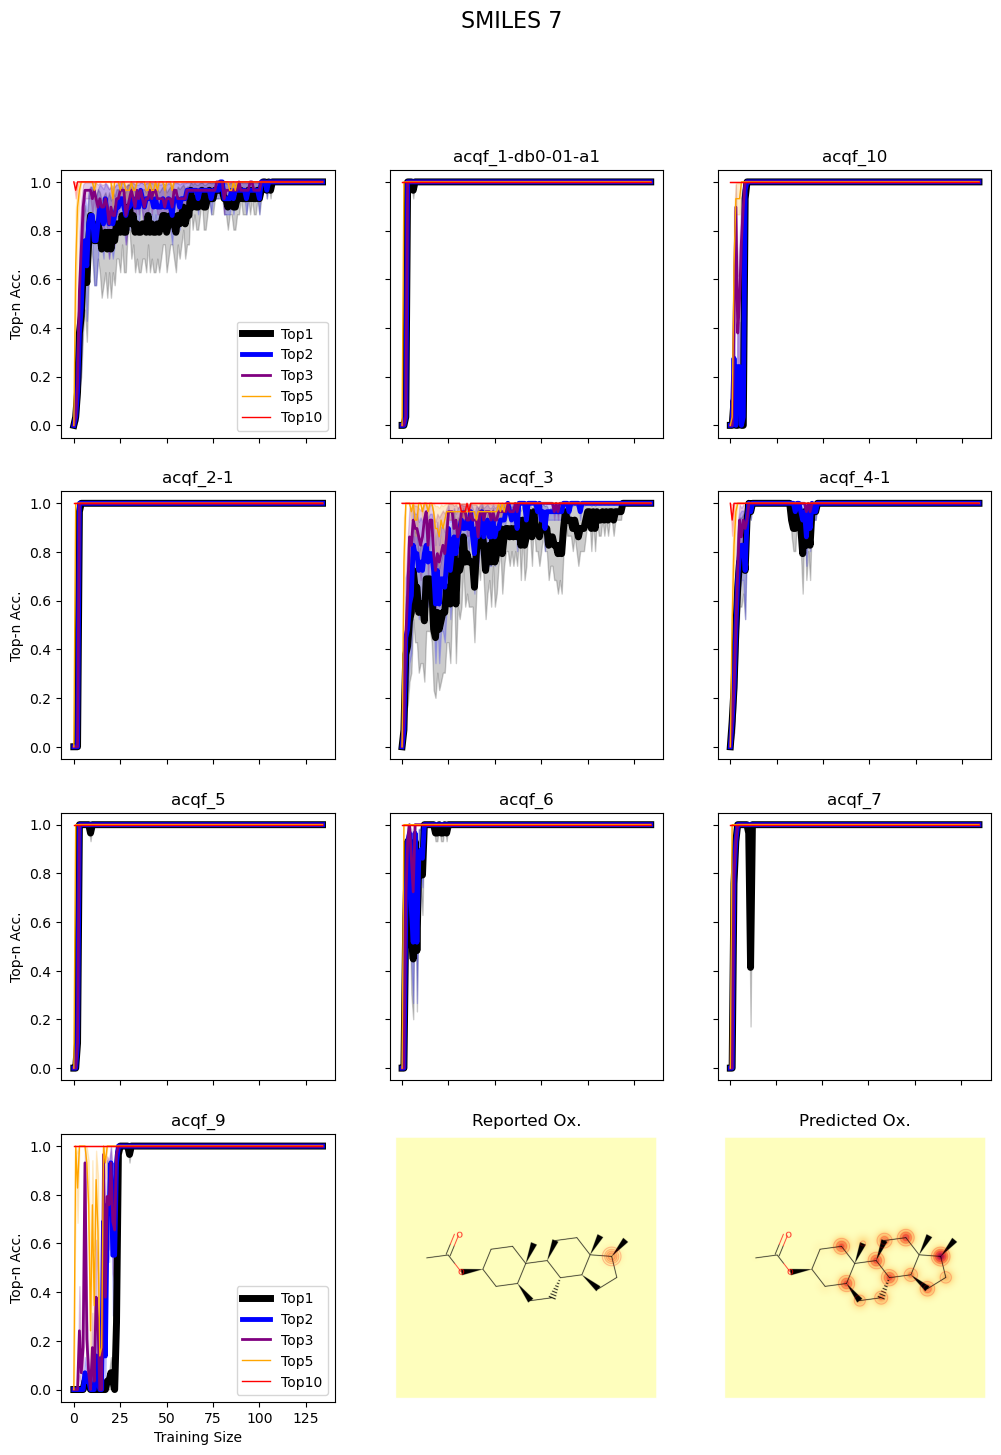 SMILES 7
random
acqf_1-db0-01-a1
acqf_10
1.0
0.8
0.6
0.4
0.2
0.0
Top-n Acc.
Top1
Top2
Top3
Top5
Top10
acqf_2-1
acqf_3
acqf_4-1
1.0
0.8
0.6
0.4
0.2
0.0
Top-n Acc.
acqf_5
acqf_6
acqf_7
1.0
0.8
0.6
0.4
0.2
0.0
Top-n Acc.
acqf_9
Reported Ox.
Predicted Ox.
1.0
0.8
0.6
0.4
0.2
0.0
Top-n Acc.
Top1
Top2
Top3
Top5
Top10
0 25 50 75 100 125
Training Size
O
O
O
O